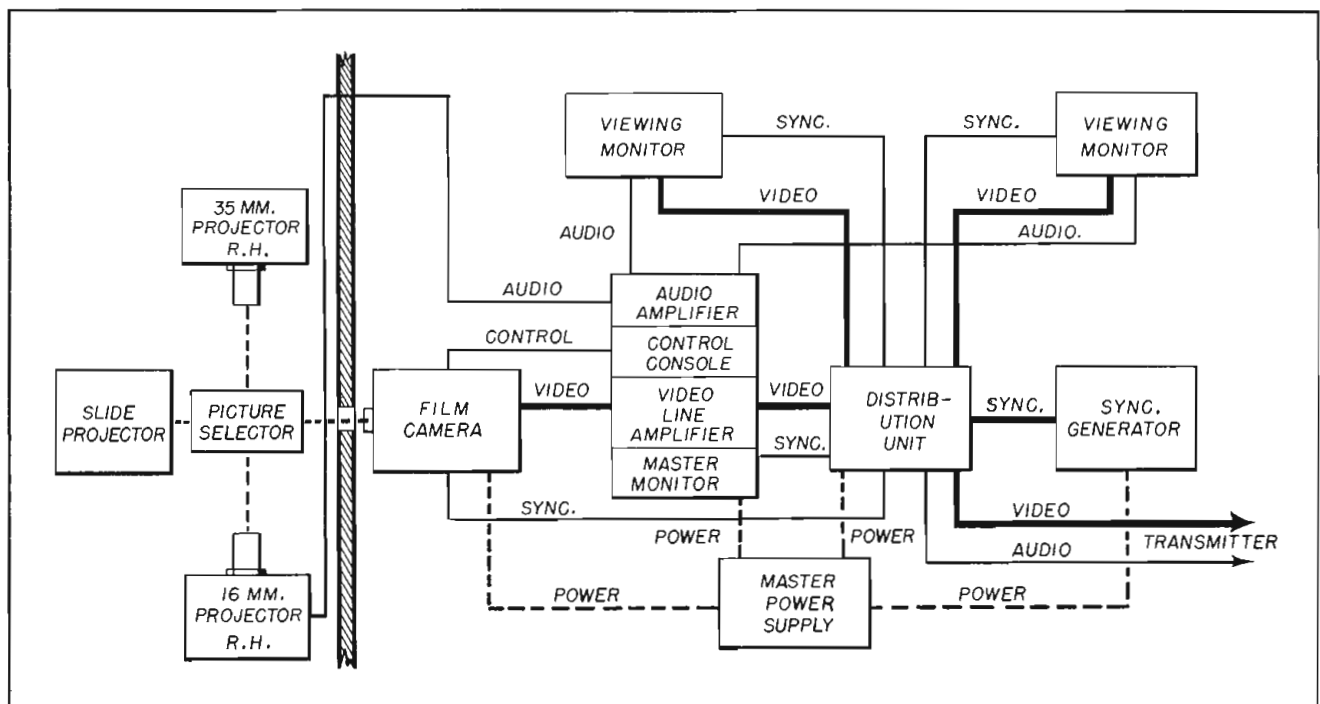 VIEWING
MONITOR
SYNC.
SYNC.
VIEWING
MONITOR
VIDEO
VIDEO
35 MM.
PROJECTOR
R.H.
AUDIO
AUDIO.
AUDIO
AUDIO
AMPLIFIER
CONTROL
CONTROL
CONSOLE
SLIDE
PROJECTOR
PICTURE
SELECTOR
FILM
CAMERA
VIDEO
VIDEO
LINE
AMPLIFIER
VIDEO
DISTRIB-
UTION
UNIT
SYNC.
SYNC.
GENERATOR
MASTER
MONITOR
SYNC.
SYNC.
POWER
POWER
VIDEO
TRANSMITTER
AUDIO
16 MM.
PROJECTOR
R.H.
POWER
MASTER
POWER
SUPPLY
POWER